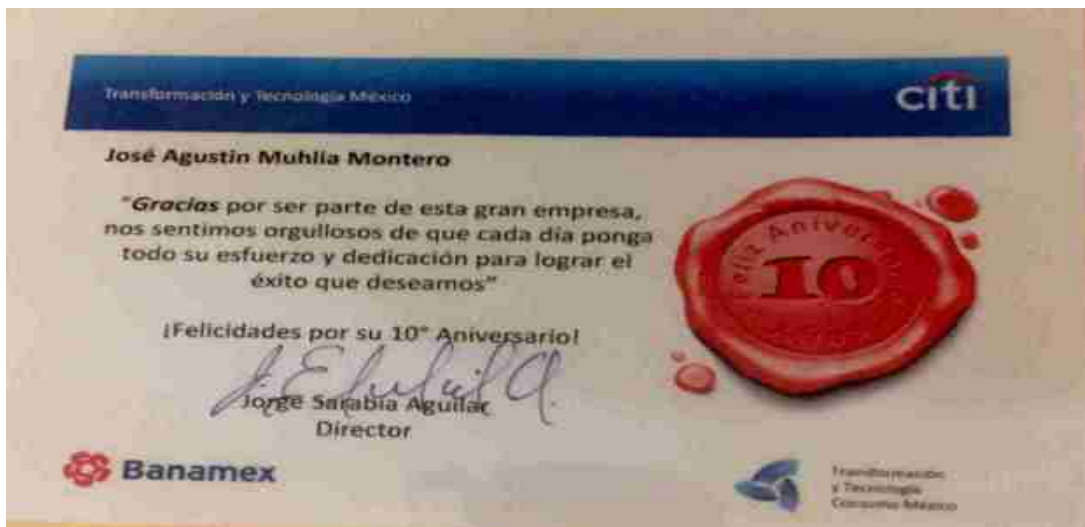 Transformación y Tecnología México
citi
José Agustín Muhlia Montero
"Gracias por ser parte de esta gran empresa,
nos sentimos orgullosos de que cada día ponga
todo su esfuerzo y dedicación para lograr el
éxito que deseamos"
¡Felicidades por su 10° Aniversario!
Jorge Sarabia Aguilar
Director
Feliz Aniversario
10
Banamex
Transformación
y Tecnología
Consumo México